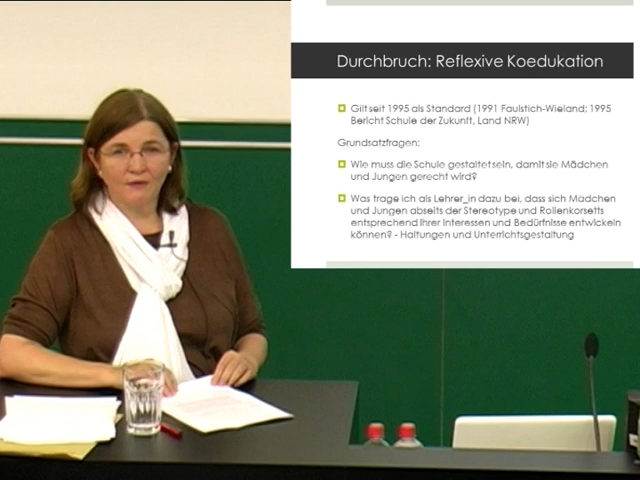 Durchbruch: Reflexive Koedukation
Gilt seit 1995 als Standard (1991 Faulstich-Wieland; 1995
Bericht Schule der Zukunft, Land NRW)
Grundsatzfragen:
Wie muss die Schule gestaltet sein, damit sie Mädchen
und Jungen gerecht wird?
Was trage ich als Lehrer_in dazu bei, dass sich Mädchen
und Jungen abseits der Stereotype und Rollenkorsetts
entsprechend ihrer Interessen und Bedürfnisse entwickeln
können? - Haltungen und Unterrichtsgestaltung